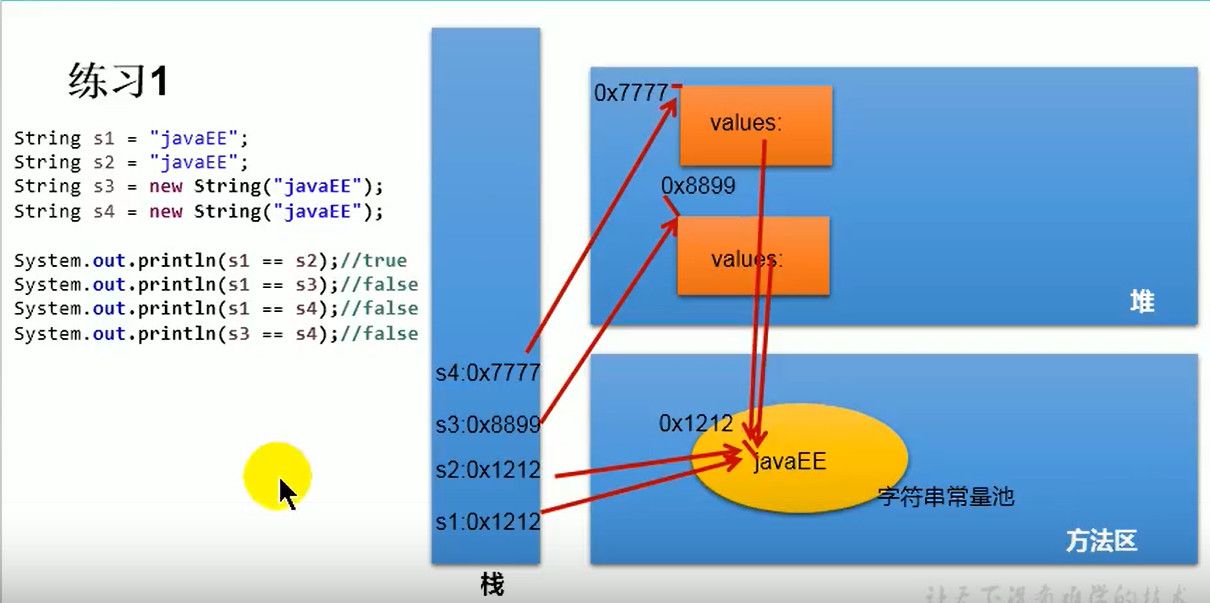 练习1
String s1 = "javaEE";
String s2 = "javaEE";
String s3 = new String("javaEE");
String s4 = new String("javaEE");
System.out.println(s1 == s2);//true
System.out.println(s1 == s3);//false
System.out.println(s1 == s4);//false
System.out.println(s3 == s4);//false
s4:0x7777
s3:0x8899
s2:0x1212
s1:0x1212
栈
0x7777
values:
0x8899
values:
堆
0x1212
javaEE
字符串常量池
方法区
让天下没有难学的技术